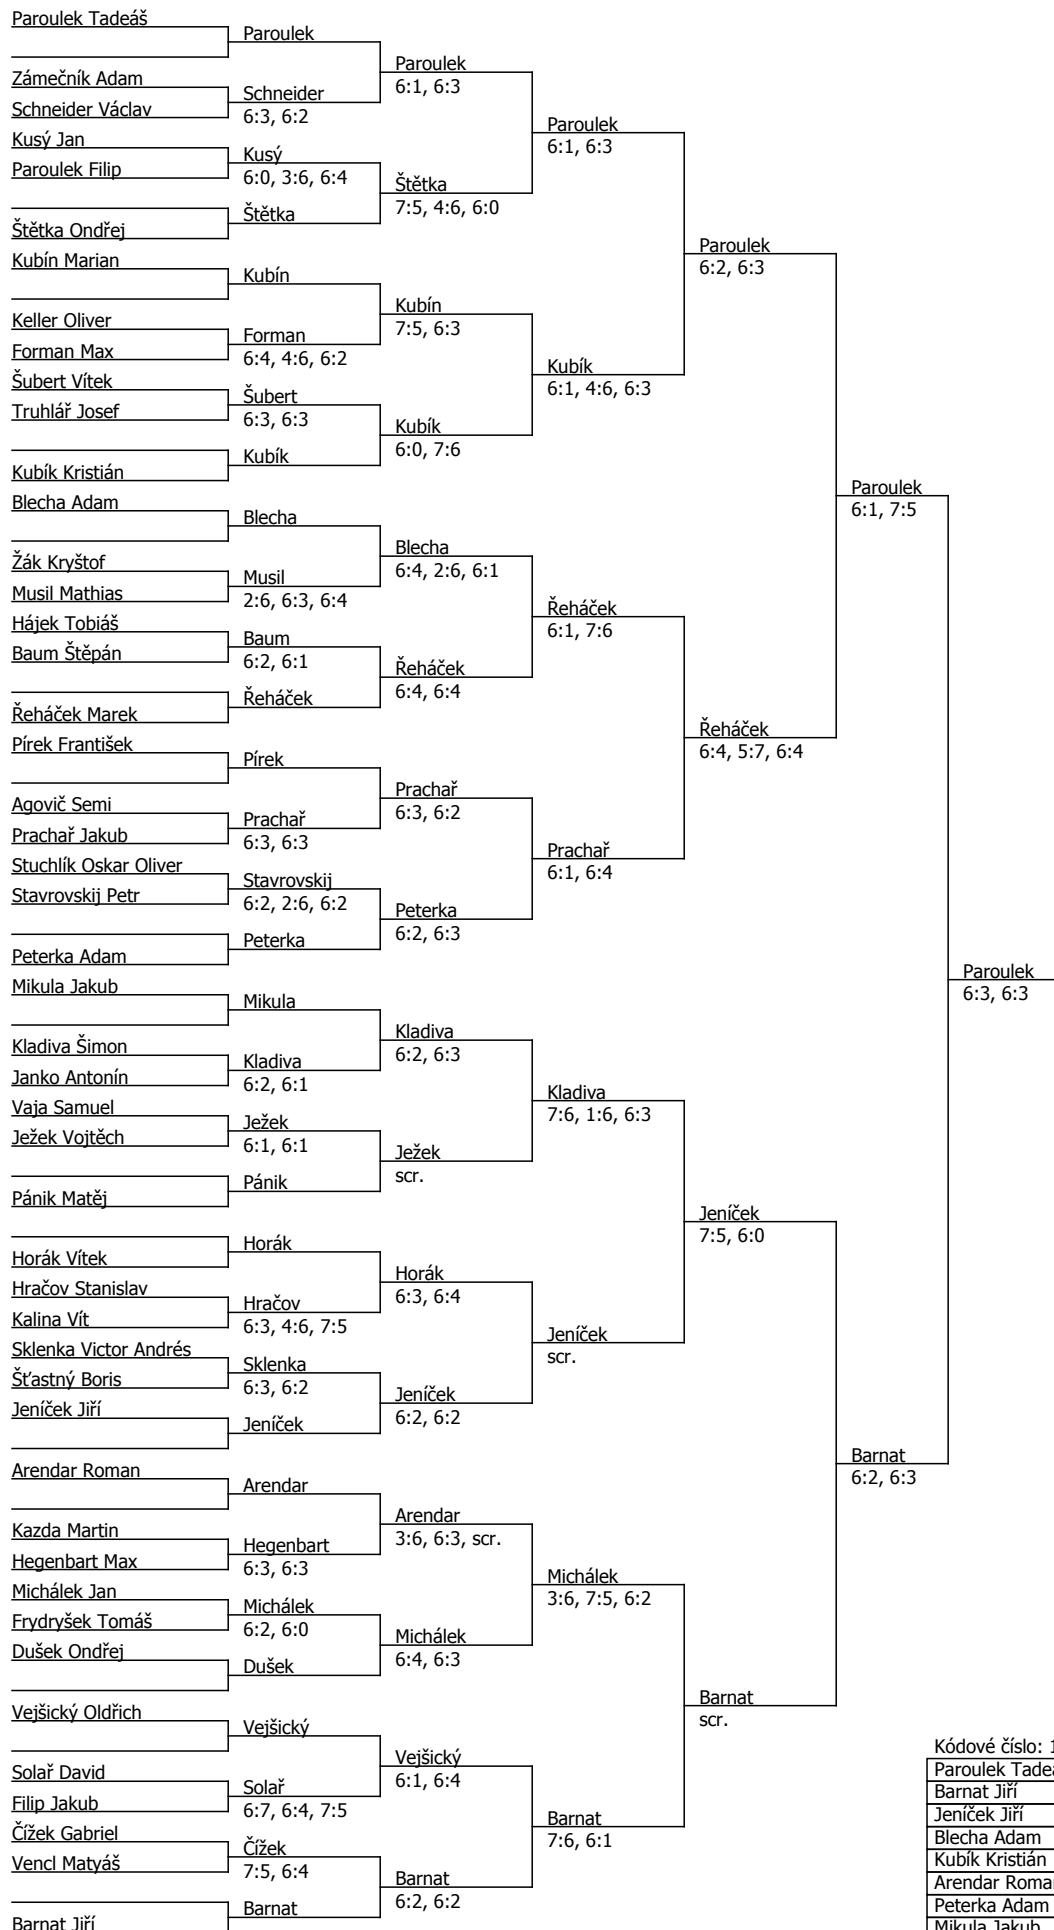 Paroulek Tadeáš
Zámečník Adam
Schneider Václav
Kusý Jan
Paroulek Filip
Štětka Ondřej
Kubín Marian
Keller Oliver
Forman Max
Šubert Vítek
Truhlář Josef
Kubík Kristián
Blecha Adam
Žák Kryštof
Musil Mathias
Hájek Tobiáš
Baum Štěpán
Řeháček Marek
Pírek František
Agovič Semi
Prachař Jakub
Stuchlík Oskar Oliver
Stavrovskij Petr
Peterka Adam
Mikula Jakub
Kladiva Šimon
Janko Antonín
Vaja Samuel
Ježek Vojtěch
Pánik Matěj
Horák Vítek
Hračov Stanislav
Kalina Vít
Sklenka Victor Andrés
Šťastný Boris
Jeníček Jiří
Arendar Roman
Kazda Martin
Hegenbart Max
Michálek Jan
Frydryšek Tomáš
Dušek Ondřej
Vejšický Oldřich
Solař David
Filip Jakub
Čížek Gabriel
Vencl Matyáš
Barnat Jiří
Paroulek
Schneider
6:3, 6:2
Kusý
6:0, 3:6, 6:4
Štětka
Kubín
Forman
6:4, 4:6, 6:2
Šubert
6:3, 6:3
Kubík
Blecha
Musil
2:6, 6:3, 6:4
Baum
6:2, 6:1
Řeháček
Pírek
Prachař
6:3, 6:3
Stavrovskij
6:2, 2:6, 6:2
Peterka
Mikula
Kladiva
6:2, 6:1
Ježek
6:1, 6:1
Pánik
Horák
Hračov
6:3, 4:6, 7:5
Sklenka
6:3, 6:2
Jeníček
Arendar
Hegenbart
6:3, 6:3
Michálek
6:2, 6:0
Dušek
Vejšický
Solař
6:7, 6:4, 7:5
Čížek
7:5, 6:4
Barnat
Paroulek
6:1, 6:3
Štětka
7:5, 4:6, 6:0
Kubín
7:5, 6:3
Kubík
6:0, 7:6
Blecha
6:4, 2:6, 6:1
Řeháček
6:4, 6:4
Prachař
6:3, 6:2
Peterka
6:2, 6:3
Kladiva
6:2, 6:3
Ježek
scr.
Horák
6:3, 6:4
Jeníček
6:2, 6:2
Arendar
3:6, 6:3, scr.
Michálek
6:4, 6:3
Vejšický
6:1, 6:4
Barnat
6:2, 6:2
Paroulek
6:1, 6:3
Kubík
6:1, 4:6, 6:3
Řeháček
6:1, 7:6
Prachař
6:1, 6:4
Kladiva
7:6, 1:6, 6:3
Jeníček
scr.
Michálek
3:6, 7:5, 6:2
Barnat
7:6, 6:1
Paroulek
6:2, 6:3
Řeháček
6:4, 5:7, 6:4
Jeníček
7:5, 6:0
Barnat
scr.
Paroulek
6:1, 7:5
Barnat
6:2, 6:3
Paroulek
6:3, 6:3
Kódové číslo: 1
Paroulek Tade
Barnat Jiří
Jeníček Jiří
Blecha Adam
Kubík Kristián
Arendar Roma
Peterka Adam
Mikula Jakub